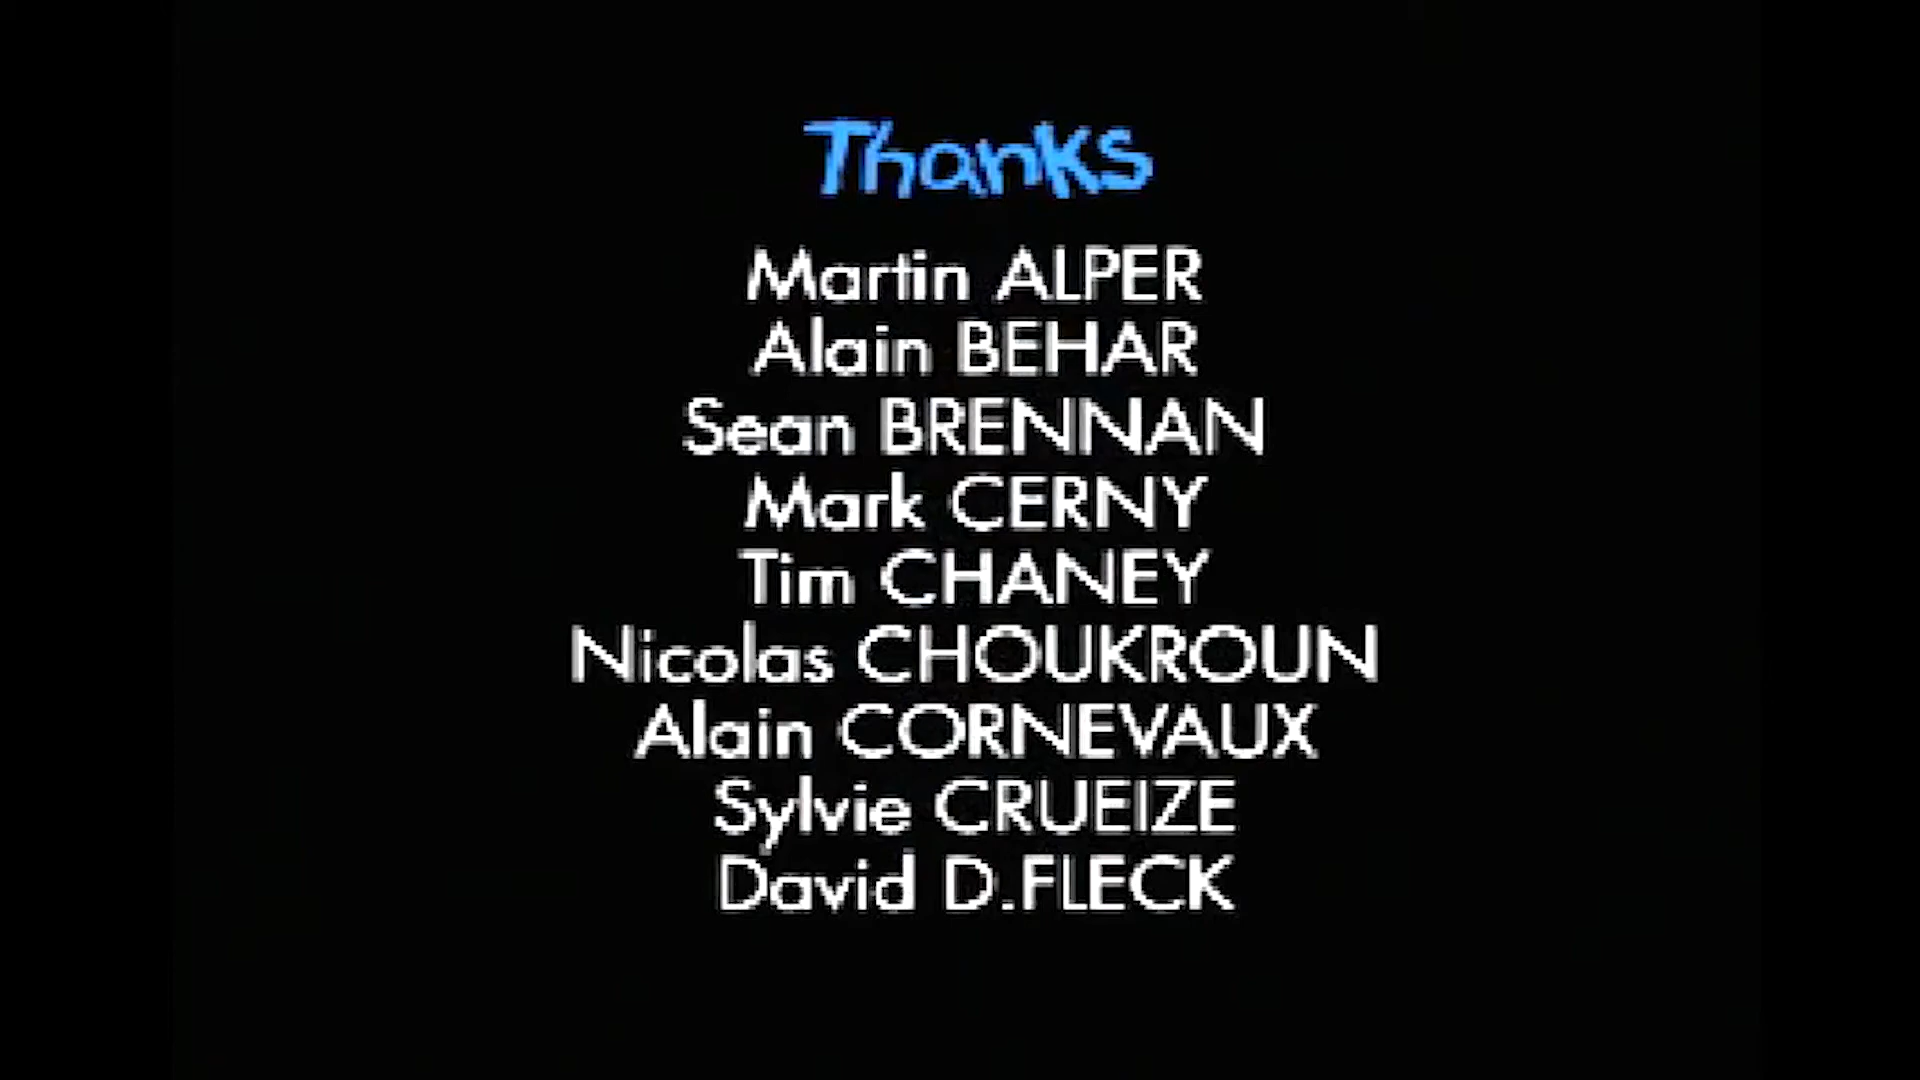 Thanks
Martin ALPER
Alain BEHAR
Sean BRENNAN
Mark CERNY
Tim CHANEY
Nicolas CHOUKROUN
Alain CORNEVAUX
Sylvie CRUEIZE
David D.FLECK